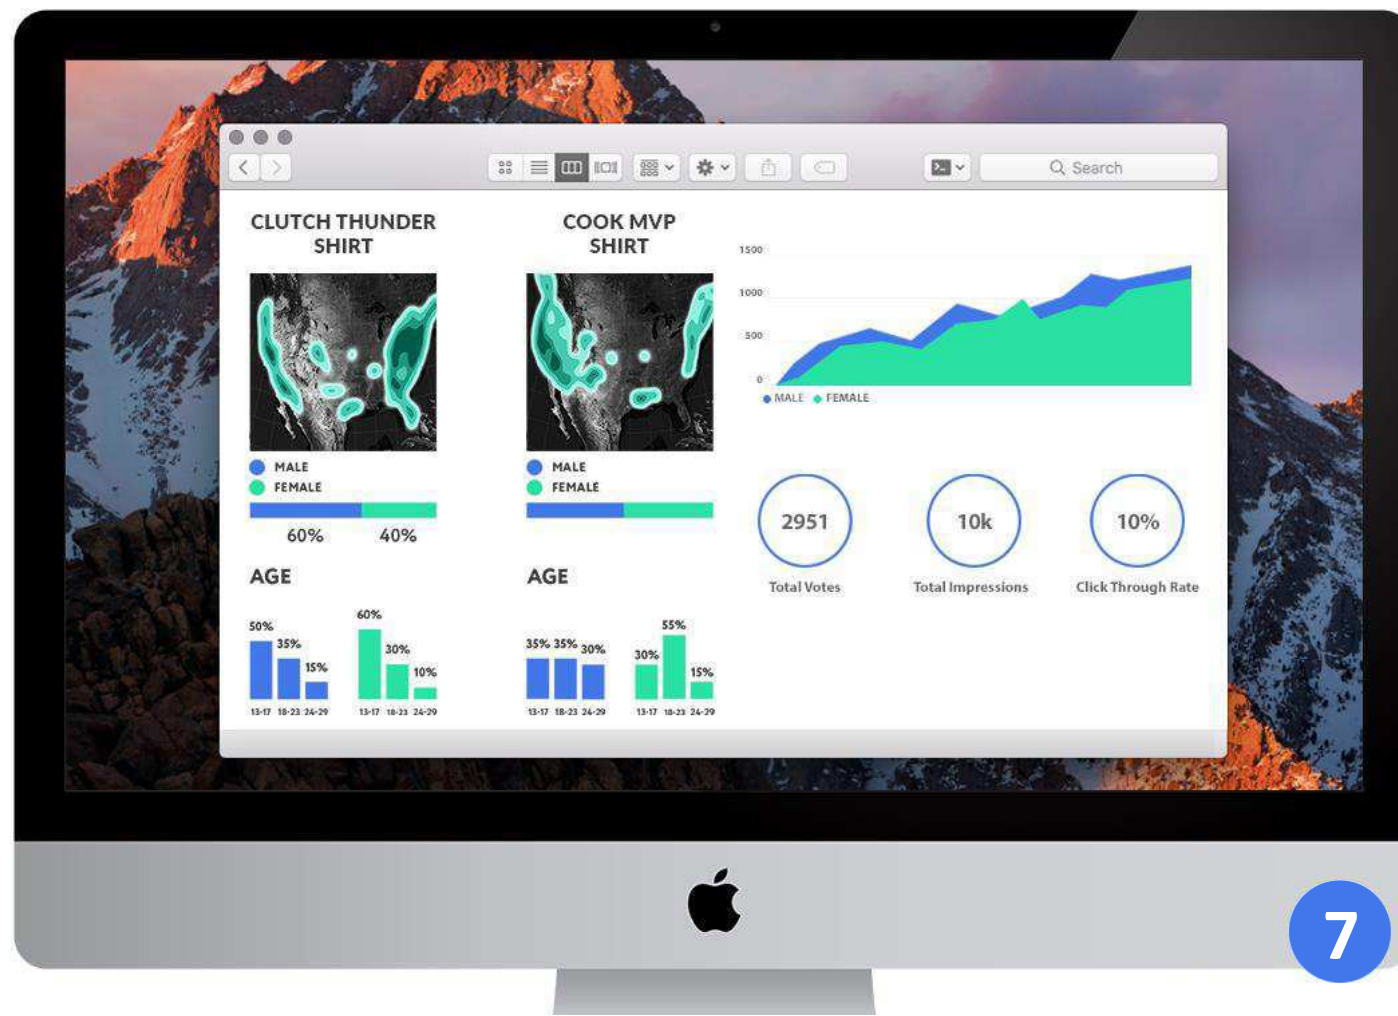 Search
CLUTCH THUNDER
SHIRT
MALE
FEMALE
60% 40%
AGE
50%
35%
15%
60%
30%
10%
13-17 18-23 24-29
13-17 18-23 24-29
COOK MVP
SHIRT
MALE
FEMALE
AGE
35% 35% 30%
30%
55%
15%
13-17 18-23 24-29
13-17 18-23 24-29
1500
1000
500
0
MALE FEMALE
2951
Total Votes
10k
Total Impressions
10%
Click Through Rate
7